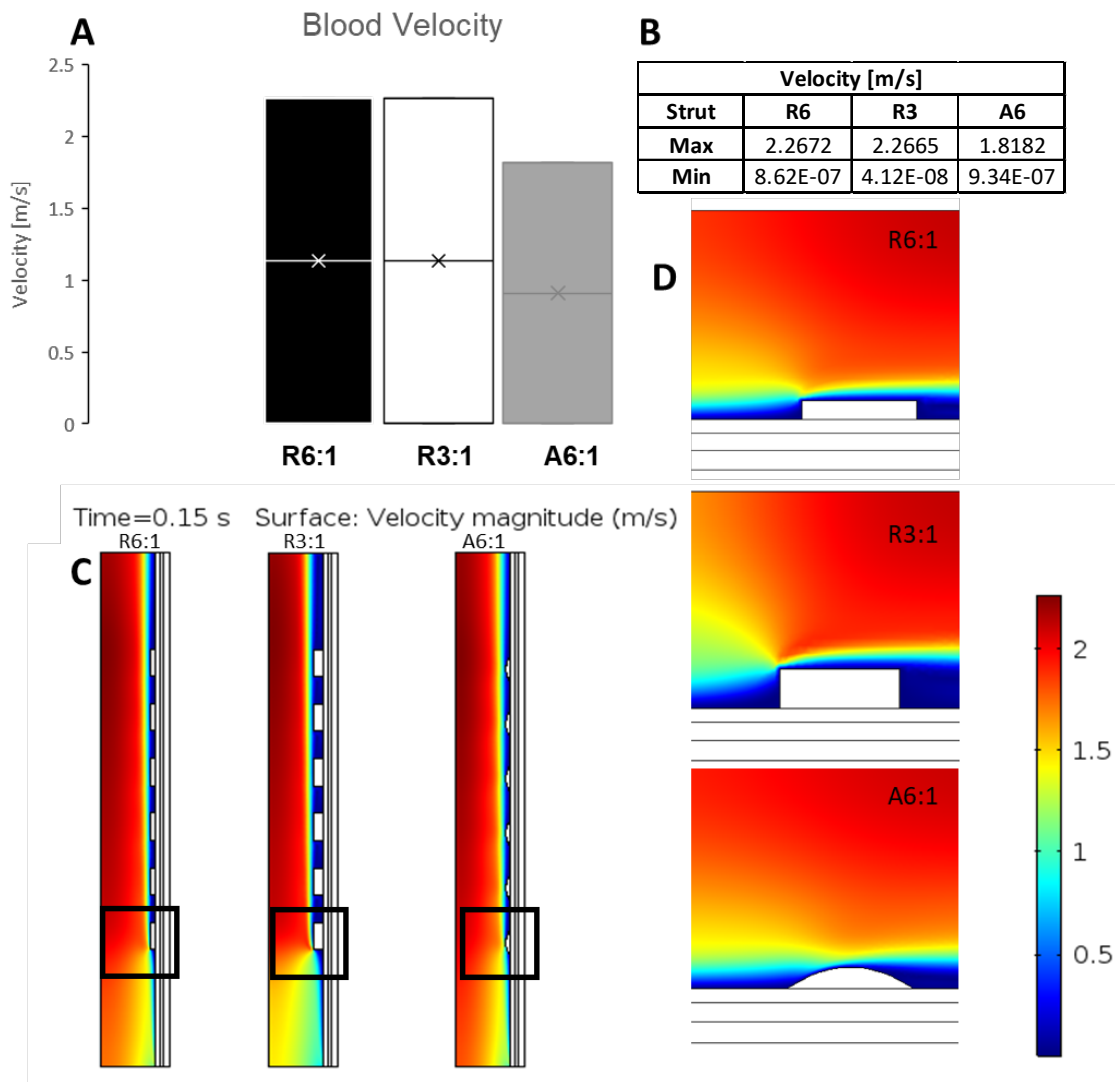 A
Blood Velocity
Velocity [m/s]
2.5
2
1.5
1
0.5
0
R6:1 R3:1 A6:1
B
Velocity [m/s]
Strut R6 R3 A6
Max 2.2672 2.2665 1.8182
Min 8.62E-07 4.12E-08 9.34E-07
Time=0.15 s Surface: Velocity magnitude (m/s)
C
R6:1 R3:1 A6:1
D
R6:1
R3:1
A6:1
2
1.5
1
0.5